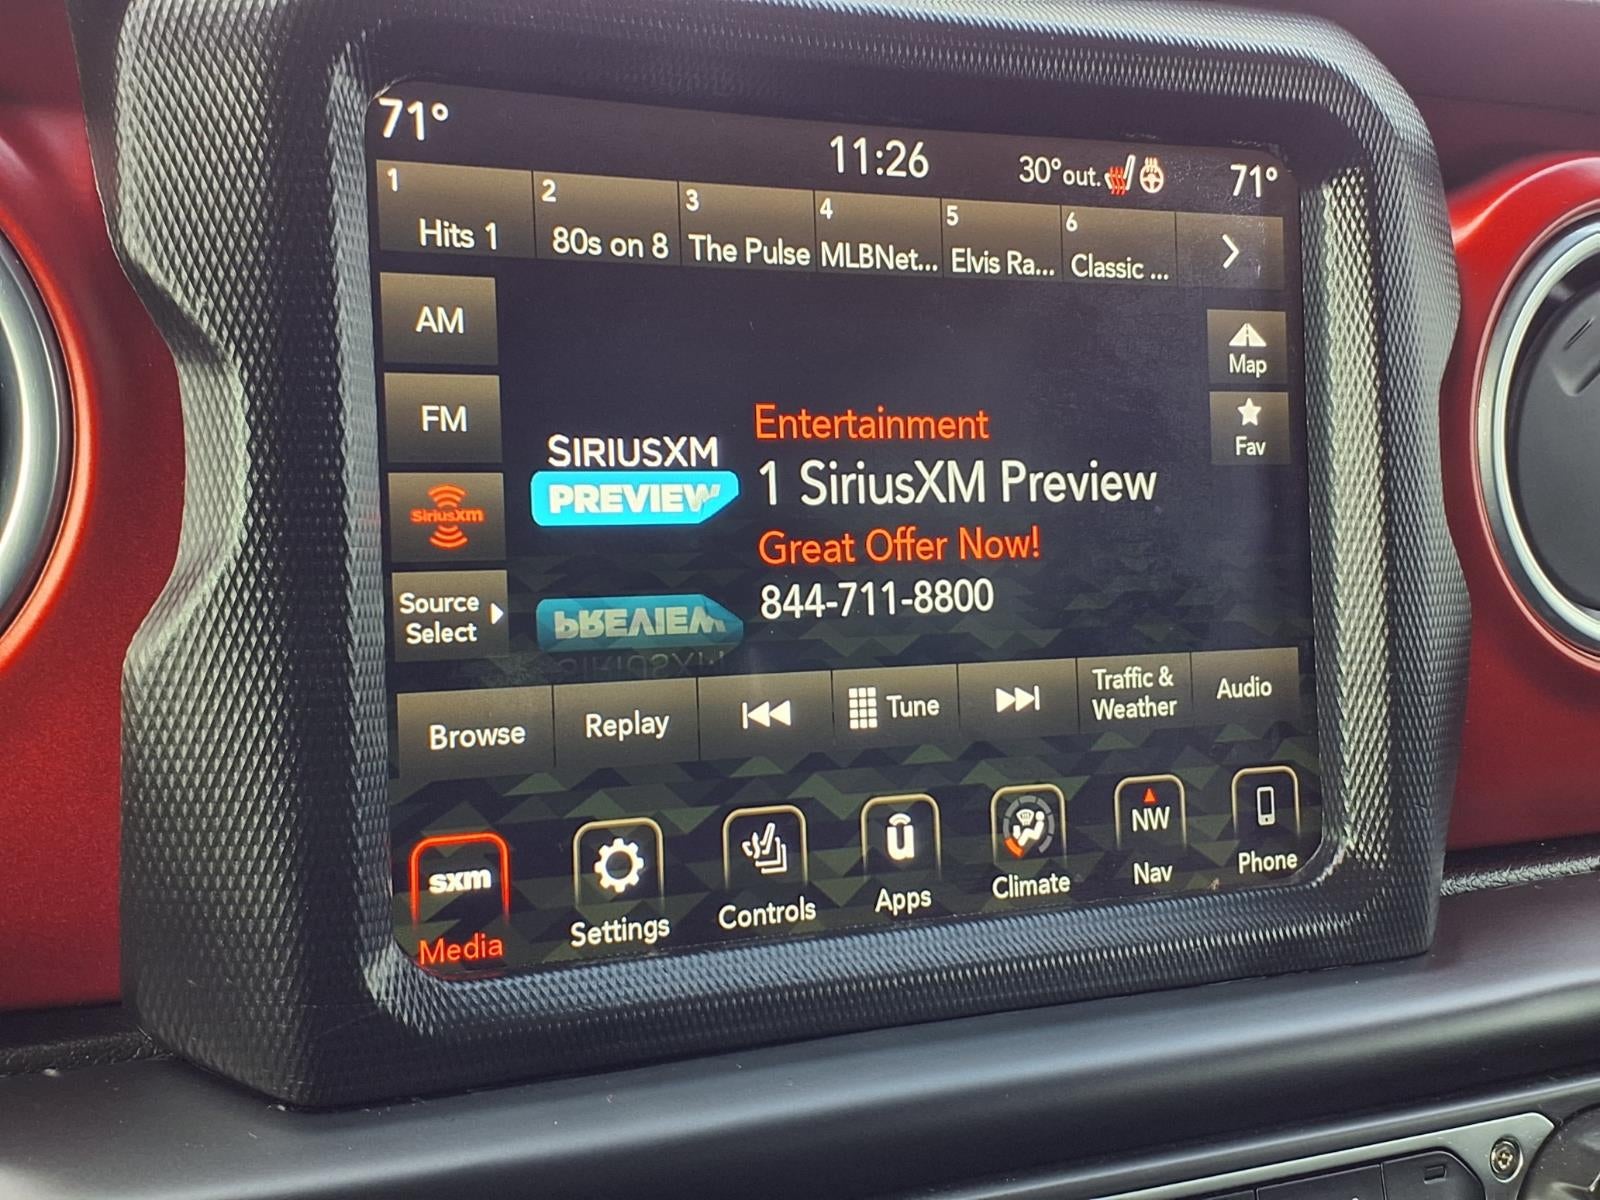 71°
11:26
30°out.
71°
1
Hits 1
2
80s on 8
3
The Pulse
4
MLBNet...
5
Elvis Ra...
6
Classic ...
AM
FM
SiriusXm
Source
Select
Map
Fav
SIRIUSXM
PREVIEW
Entertainment
1 SiriusXM Preview
Great Offer Now!
844-711-8800
PREVIEW
SIRIUSXM
Browse
Replay
Tune
Traffic &
Weather
Audio
sxm
Media
Settings
Controls
u
Apps
Climate
NW
Nav
Phone